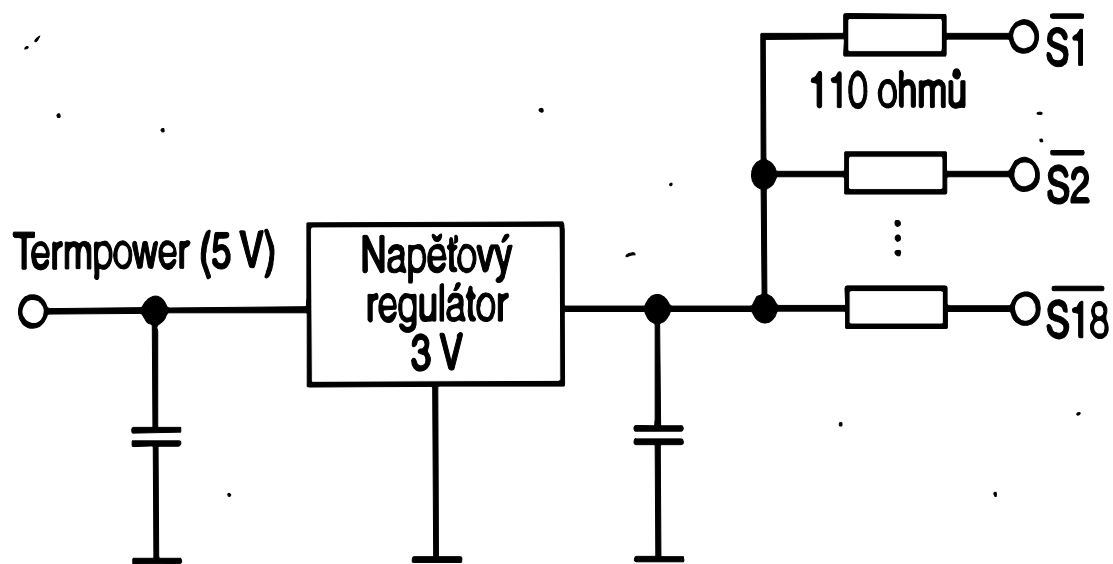 S1
110 ohmů
S2
Termpower (5 V)
Napěťový
regulátor
3 V
S18